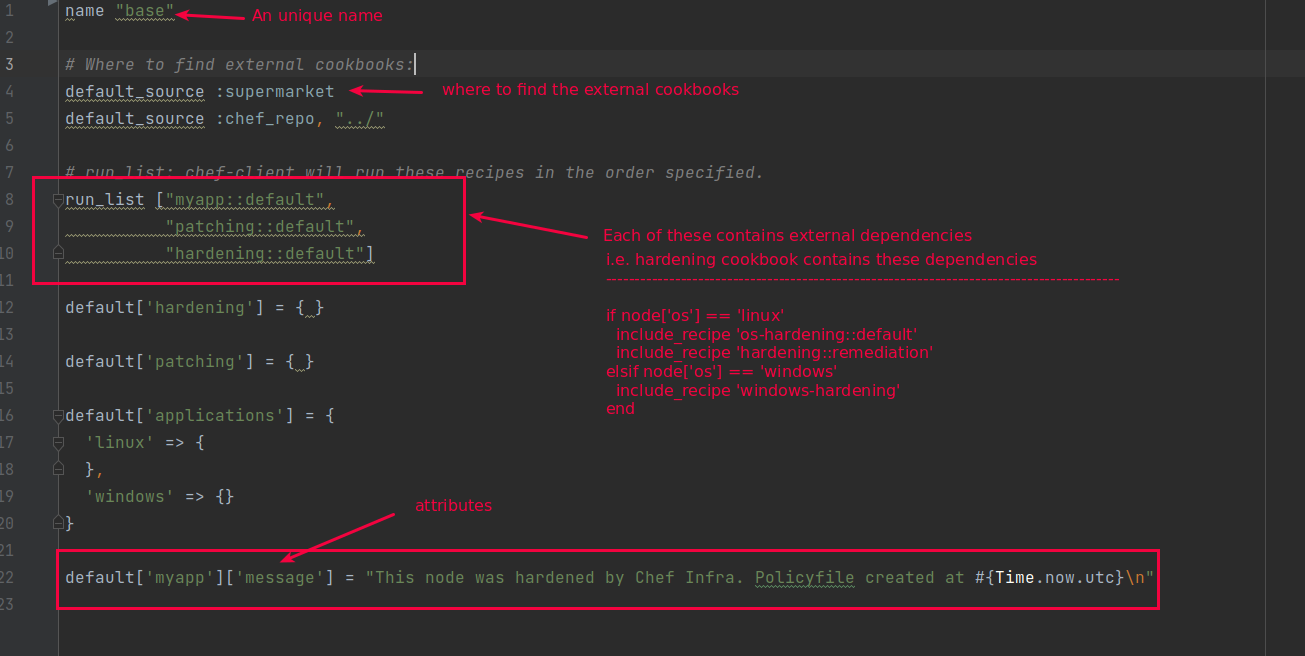 1 name "base" An unique name
2
3 # Where to find external cookbooks:
4 default_source :supermarket where to find the external cookbooks
5 default_source :chef_repo, "../"
6
7 # run_list: chef-client will run these recipes in the order specified.
8 run_list ["myapp::default",
9 "patching::default",
10 "hardening::default"]
Each of these contains external dependencies
i.e. hardening cookbook contains these dependencies
11
12 default['hardening'] = { }
13
14 default['patching'] = { }
15
if node['os'] == 'linux'
include_recipe 'os-hardening::default'
include_recipe 'hardening::remediation'
elsif node['os'] == 'windows'
include_recipe 'windows-hardening'
end
16 default['applications'] = {
17 'linux' => {
18 },
19 'windows' => {}
20 }
attributes
21
22 default['myapp']['message'] = "This node was hardened by Chef Infra. Policyfile created at #{Time.now.utc}\n"
23